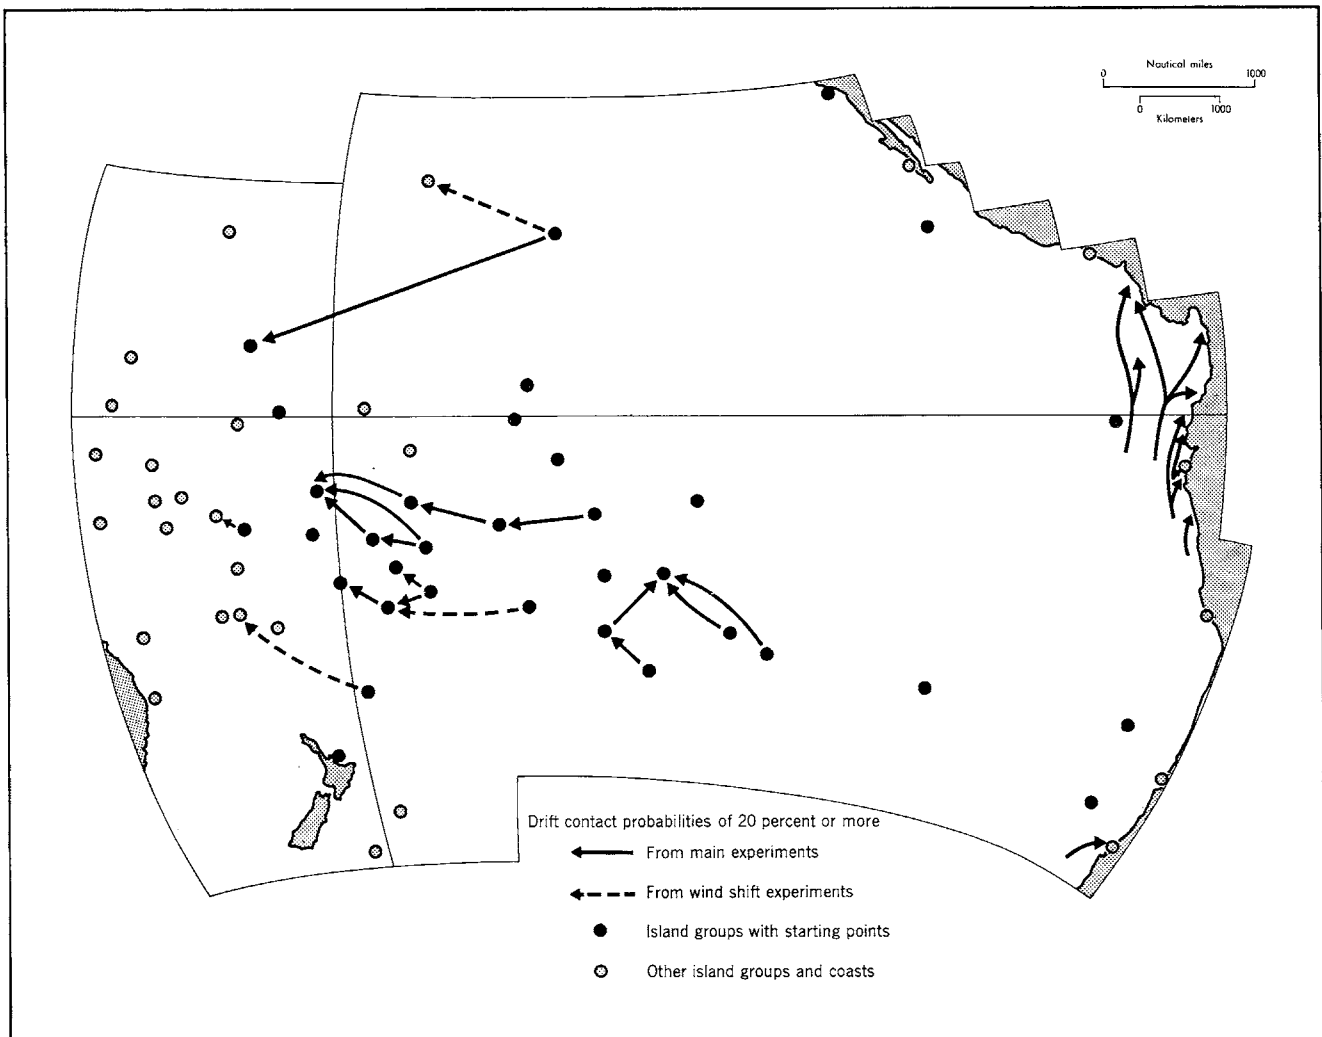 Nautical miles
0 1000
0 1000
Kilometers
Drift contact probabilities of 20 percent or more
From main experiments
From wind shift experiments
Island groups with starting points
Other island groups and coasts